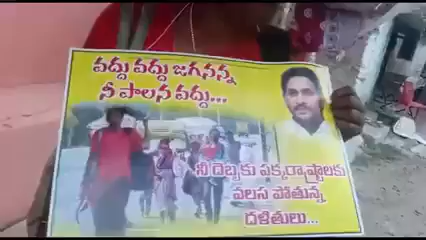 వద్దు వద్దు జగనన్న
నీ పాలన వద్దు...
నీ దెబ్బకు పక్కరాష్ట్రాలకు
వలస పోతున్న
దళితులు...